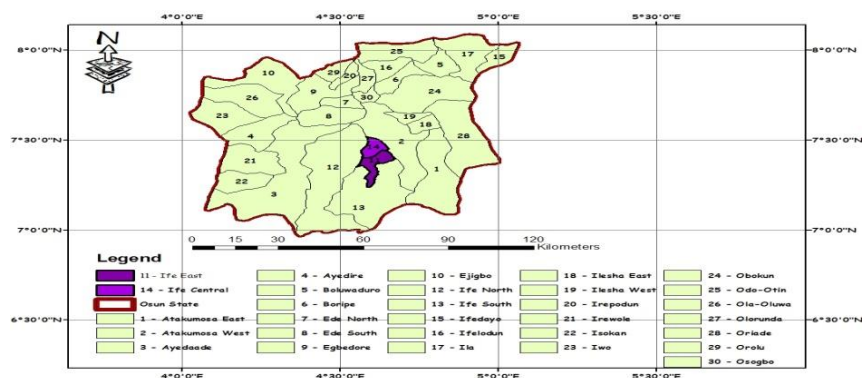 4°0'0"E 4°30'0"E 5°0'0"E 5°30'0"E
N
8°0'0"N 8°0'0"N
7°30'0"N 7°30'0"N
7°0'0"N 7°0'0"N
6°30'0"N 6°30'0"N
25 17
10 29 20 16 5 15
27 6
9 24
26 30
7
23 8 19
18
4 2 28
14
21 12
1
22
3 13
0 15 30 60 90 120
Kilometers
Legend
11 - Ife East
14 - Ife Central
Osun State
1 - Atakumosa East
2 - Atakumosa West
3 - Ayedaade
4 - Ayedire
5 - Boluwaduro
6 - Boripe
7 - Ede North
8 - Ede South
9 - Egbedore
10 - Ejigbo
12 - Ife North
13 - Ife South
15 - Ifedayo
16 - Ifelodun
17 - Ila
18 - Ilesha East
19 - Ilesha West
20 - Irepodun
21 - Irewole
22 - Isokan
23 - Iwo
24 - Obokun
25 - Odo-Otin
26 - Ola-Oluwa
27 - Olorunda
28 - Oriade
29 - Orolu
30 - Osogbo
4°0'0"E 4°30'0"E 5°0'0"E 5°30'0"E